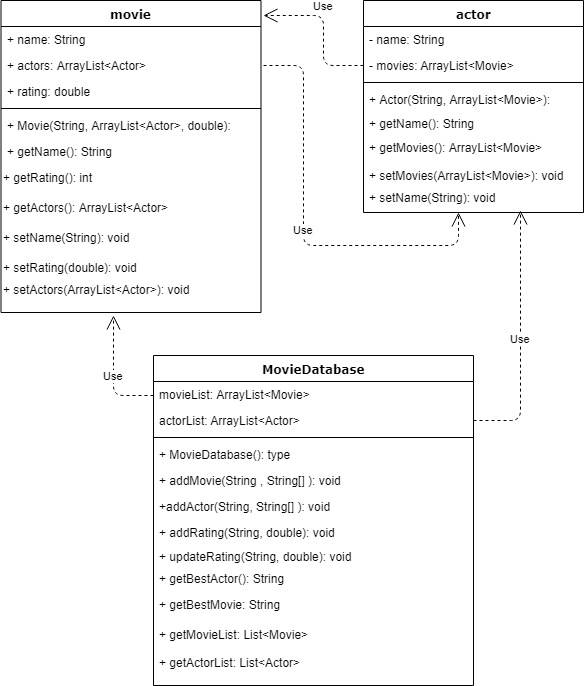 movie
+ name: String
+ actors: ArrayList<Actor>
+ rating: double
+ Movie(String, ArrayList<Actor>, double):
+ getName(): String
+ getRating(): int
+ getActors(): ArrayList<Actor>
+ setName(String): void
+ setRating(double): void
+ setActors(ArrayList<Actor>): void
Use
actor
- name: String
- movies: ArrayList<Movie>
+ Actor(String, ArrayList<Movie>):
+ getName(): String
+ getMovies(): ArrayList<Movie>
+ setMovies(ArrayList<Movie>): void
+ setName(String): void
Use
Use
Use
MovieDatabase
movieList: ArrayList<Movie>
actorList: ArrayList<Actor>
+ MovieDatabase(): type
+ addMovie(String , String[] ): void
+addActor(String, String[] ): void
+ addRating(String, double): void
+ updateRating(String, double): void
+ getBestActor(): String
+ getBestMovie: String
+ getMovieList: List<Movie>
+ getActorList: List<Actor>